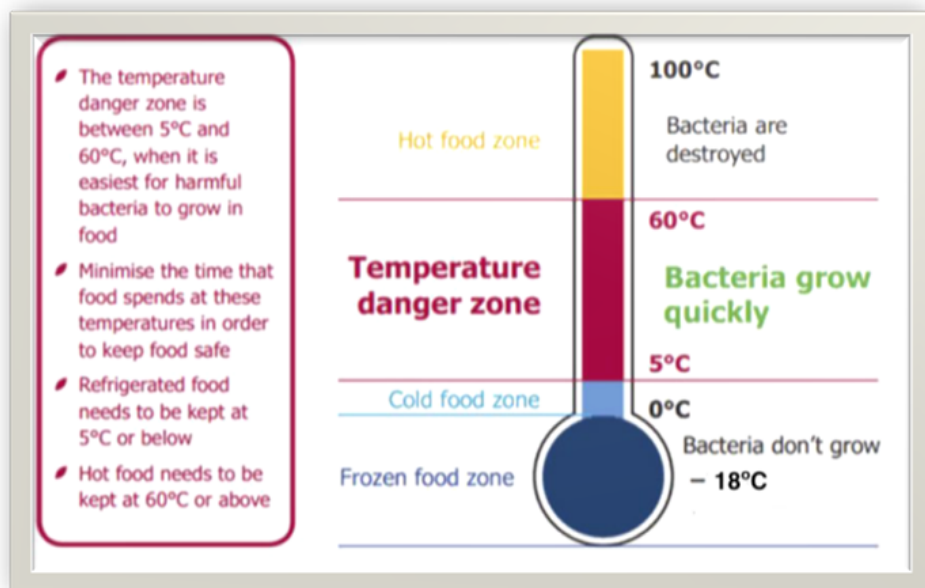 The temperature
danger zone is
between 5°C and
60°C, when it is
easiest for harmful
bacteria to grow in
food
Minimise the time that
food spends at these
temperatures in order
to keep food safe
Refrigerated food
needs to be kept at
5°C or below
Hot food needs to be
kept at 60°C or above
100°C
Hot food zone
Bacteria are
destroyed
60°C
Temperature
danger zone
Bacteria grow
quickly
5°C
Cold food zone
0°C
Bacteria don't grow
Frozen food zone
– 18°C